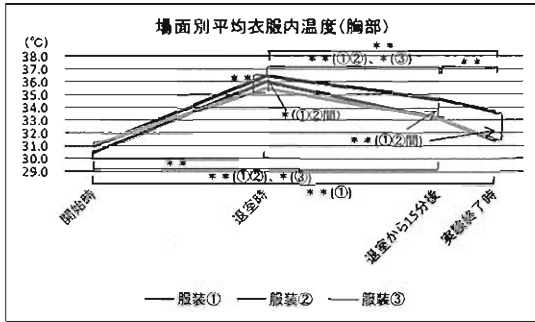 場面別平均衣服内温度(胸部)
(℃)
38.0
37.0
36.0
35.0
34.0
33.0
32.0
31.0
30.0
29.0
**
**(①②)、*(③)
**
**
*(①②間)
**(①②間)
**
**(①②)、*(③)
**(①)
開始時
退室時
退室から15分後
実験終了時
服装① 服装② 服装③